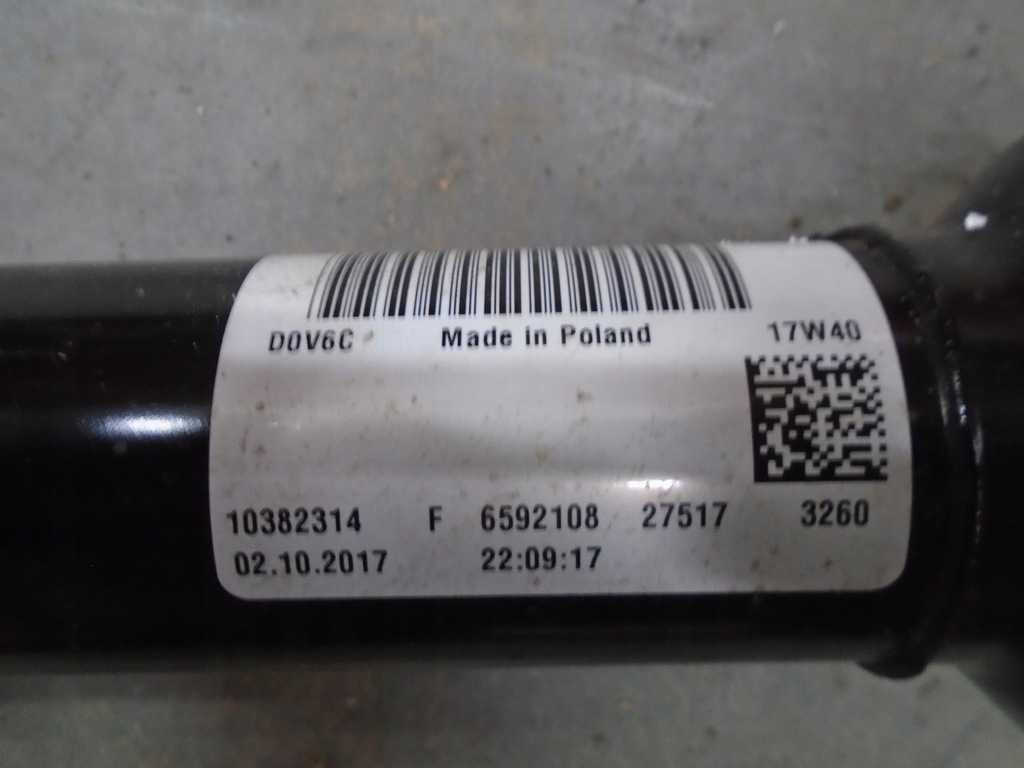 D0V6C Made in Poland 17W40
10382314 F 6592108 27517 3260
02.10.2017 22:09:17